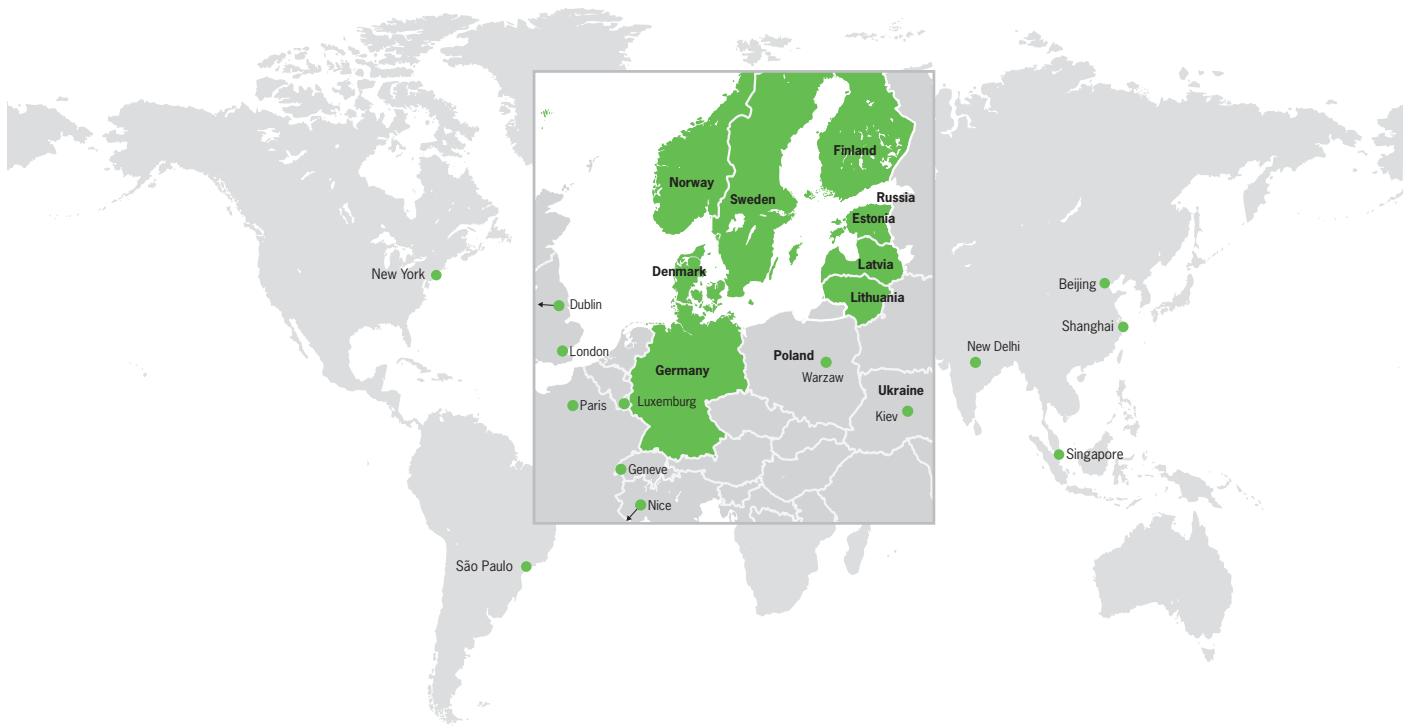 Finland
Norway
Sweden
Russia
Estonia
Latvia
Denmark
Lithuania
New York
Beijing
Dublin
Shanghai
New Delhi
London
Poland
Germany
Warzaw
Ukraine
Luxemburg
Paris
Kiev
Singapore
Geneve
Nice
São Paulo